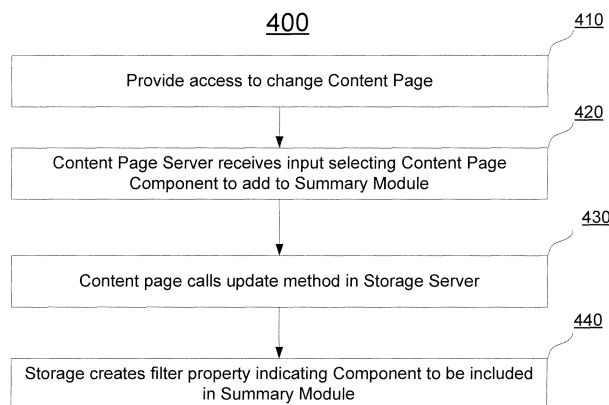 400
410
Provide access to change Content Page
420
Content Page Server receives input selecting Content Page
Component to add to Summary Module
430
Content page calls update method in Storage Server
440
Storage creates filter property indicating Component to be included
in Summary Module